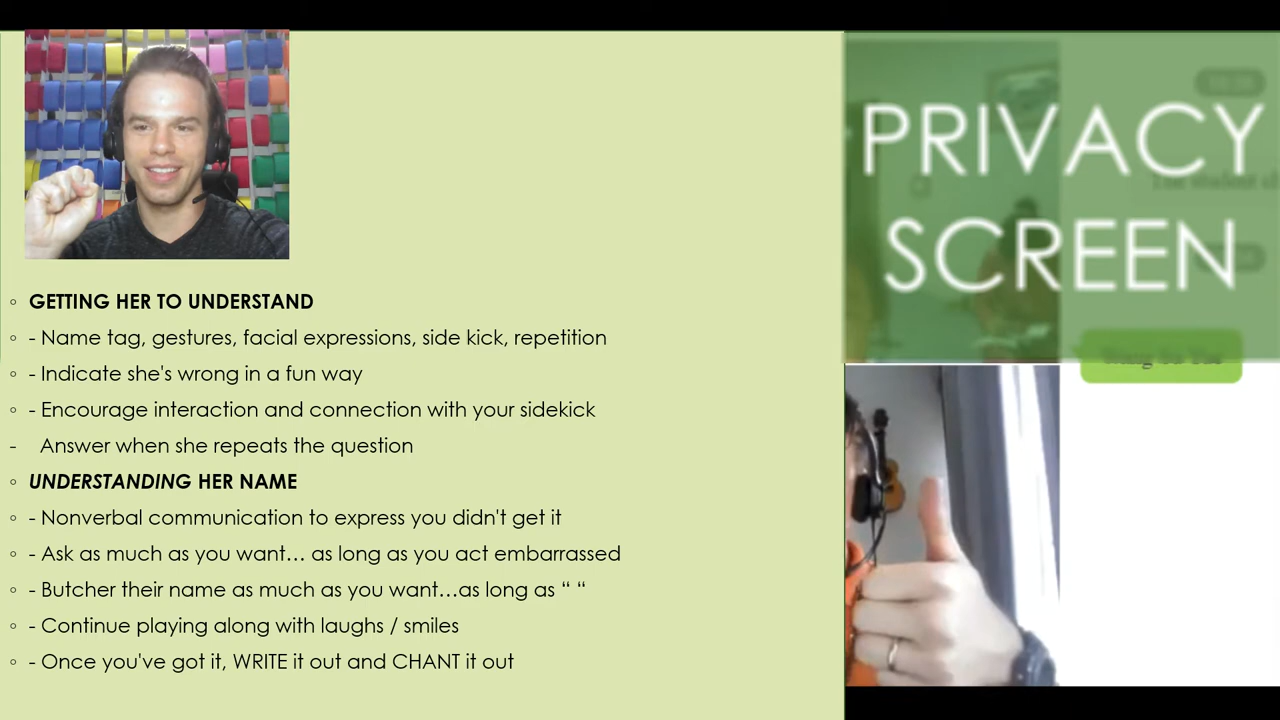 PRIVACY
SCREEN
GETTING HER TO UNDERSTAND
- Name tag, gestures, facial expressions, side kick, repetition
- Indicate she's wrong in a fun way
- Encourage interaction and connection with your sidekick
- Answer when she repeats the question
UNDERSTANDING HER NAME
- Nonverbal communication to express you didn't get it
- Ask as much as you want… as long as you act embarrassed
- Butcher their name as much as you want…as long as “ “
- Continue playing along with laughs / smiles
- Once you've got it, WRITE it out and CHANT it out